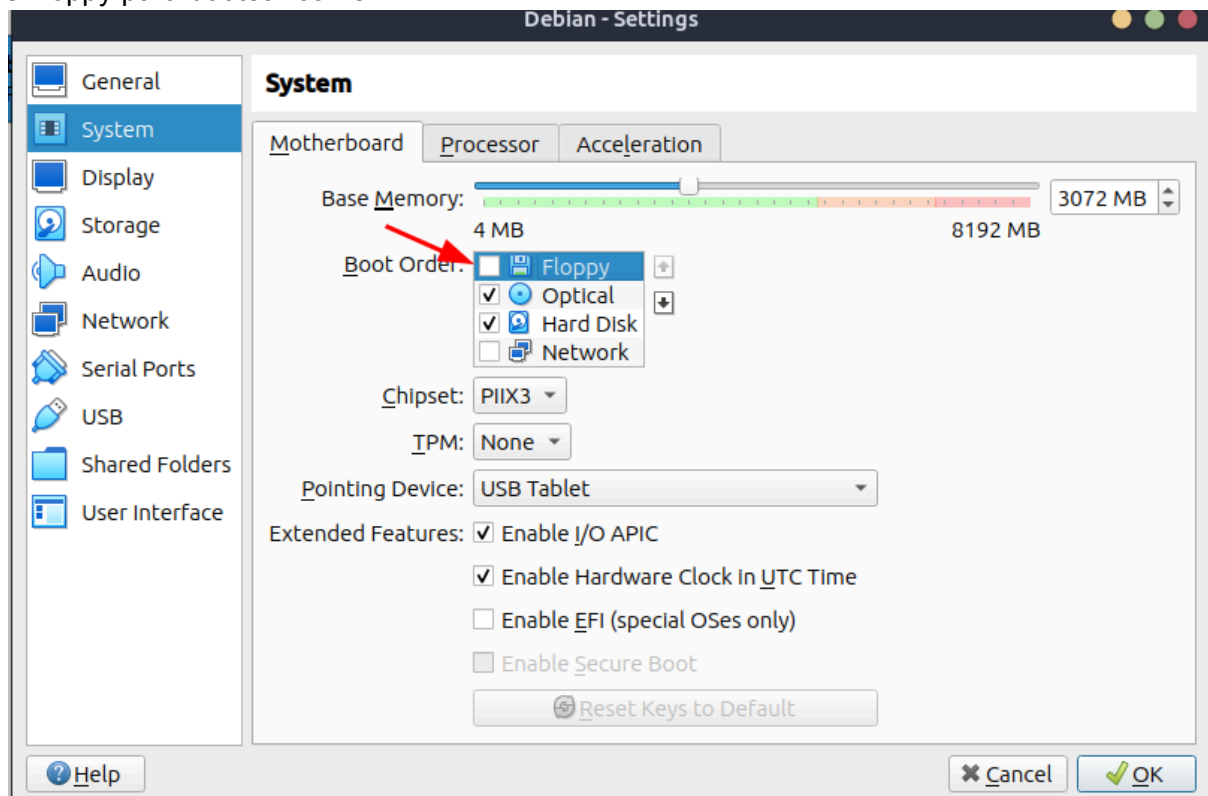 Debian - Settings
General
System
Display
Storage
Audio
Network
Serial Ports
USB
Shared Folders
User Interface
System
Motherboard
Processor
Acceleration
Base Memory:
3072 MB
4 MB
8192 MB
Boot Order:
Floppy
Optical
Hard Disk
Network
Chipset: PIIX3
TPM: None
Pointing Device: USB Tablet
Extended Features: Enable I/O APIC
Enable Hardware Clock in UTC Time
Enable EFI (special OSes only)
Enable Secure Boot
Reset Keys to Default
Help
Cancel
OK